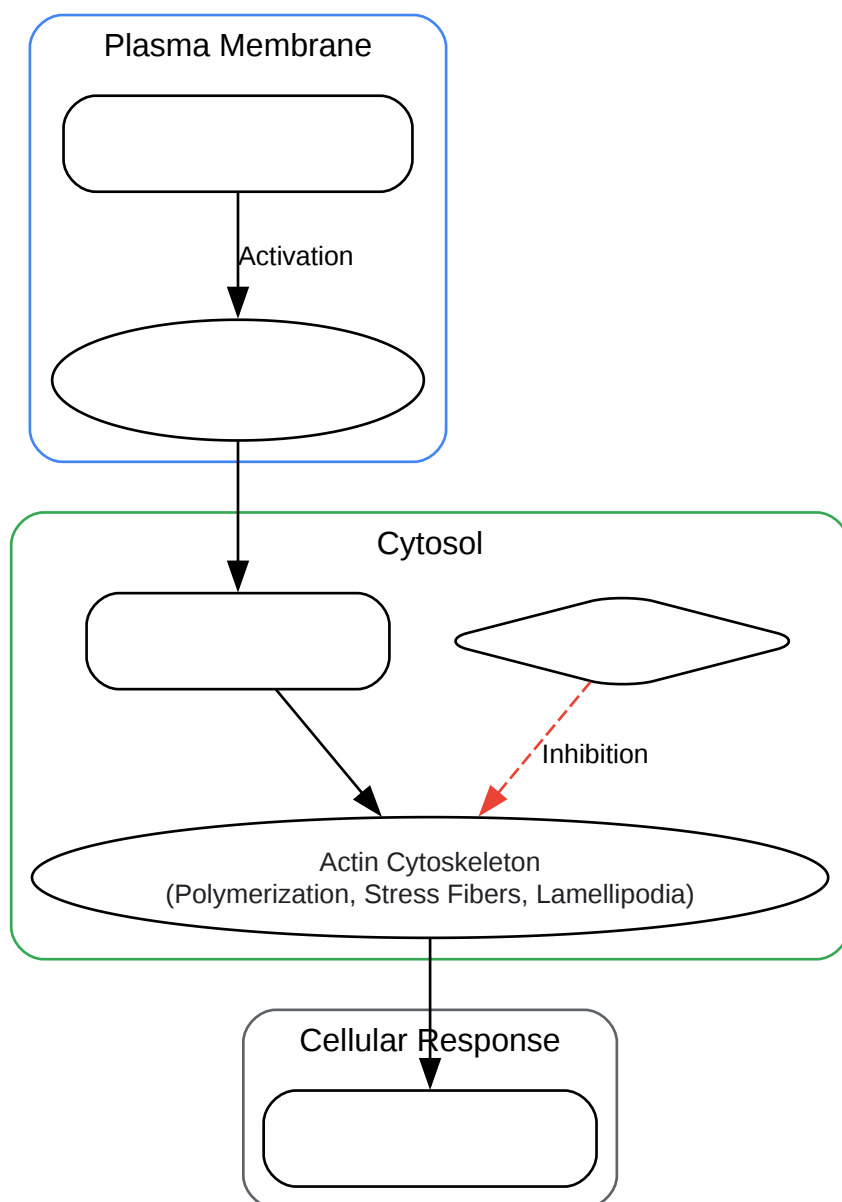 Plasma Membrane
Activation
Cytosol
Inhibition
Actin Cytoskeleton
(Polymerization, Stress Fibers, Lamellipodia)
Cellular Response